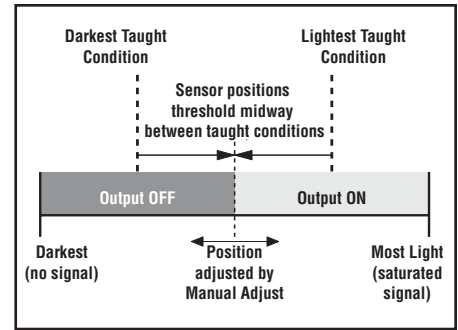 Darkest Taught
Condition
Lightest Taught
Condition
Sensor positions
threshold midway
between taught conditions
Output OFF
Output ON
Darkest
(no signal)
Position
adjusted by
Manual Adjust
Most Light
(saturated
signal)